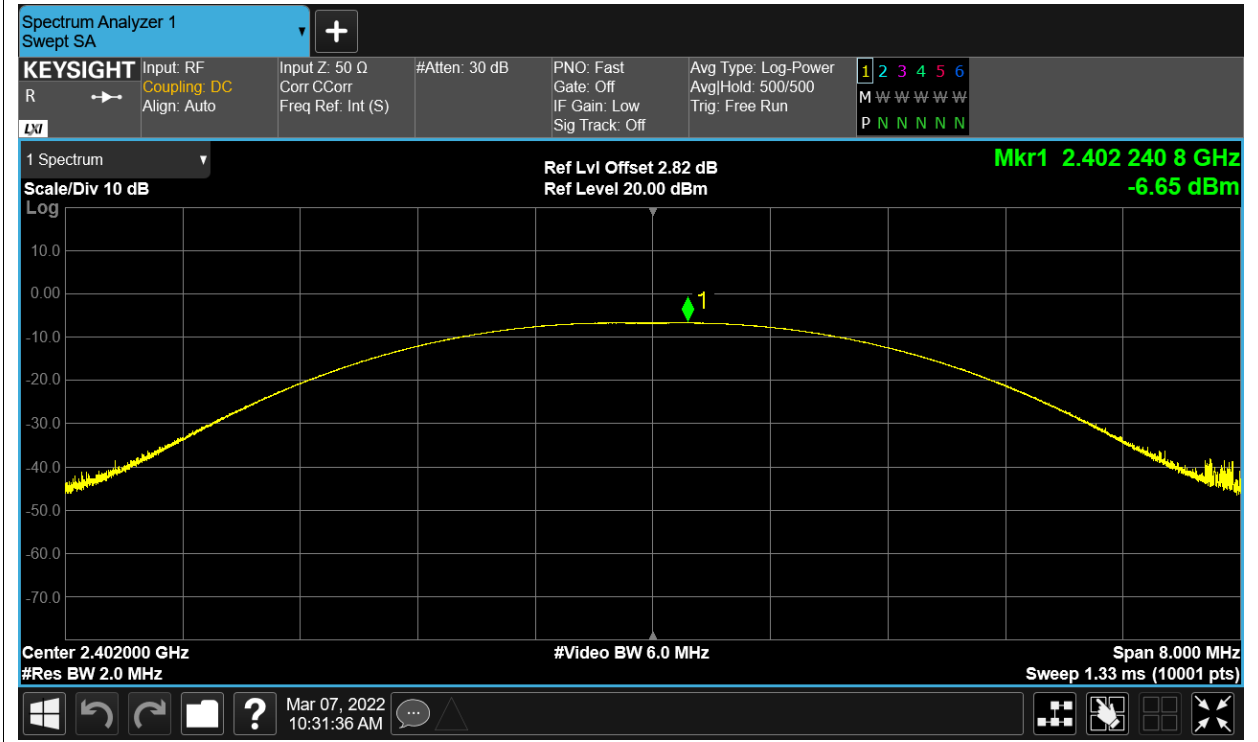 Spectrum Analyzer 1
Swept SA
+
KEYSIGHT
R
LXI
Input: RF
Coupling: DC
Align: Auto
Input Z: 50 Ω
Corr CCorr
Freq Ref: Int (S)
#Atten: 30 dB
PNO: Fast
Gate: Off
IF Gain: Low
Sig Track: Off
Avg Type: Log-Power
Avg|Hold: 500/500
Trig: Free Run
1 2 3 4 5 6
M W W W W W
P N N N N N
1 Spectrum
Scale/Div 10 dB
Log
Ref Lvl Offset 2.82 dB
Ref Level 20.00 dBm
Mkr1 2.402 240 8 GHz
-6.65 dBm
10.0
0.00
1
-10.0
-20.0
-30.0
-40.0
-50.0
-60.0
-70.0
Center 2.402000 GHz
#Video BW 6.0 MHz
Span 8.000 MHz
#Res BW 2.0 MHz
Sweep 1.33 ms (10001 pts)
?
Mar 07, 2022
10:31:36 AM